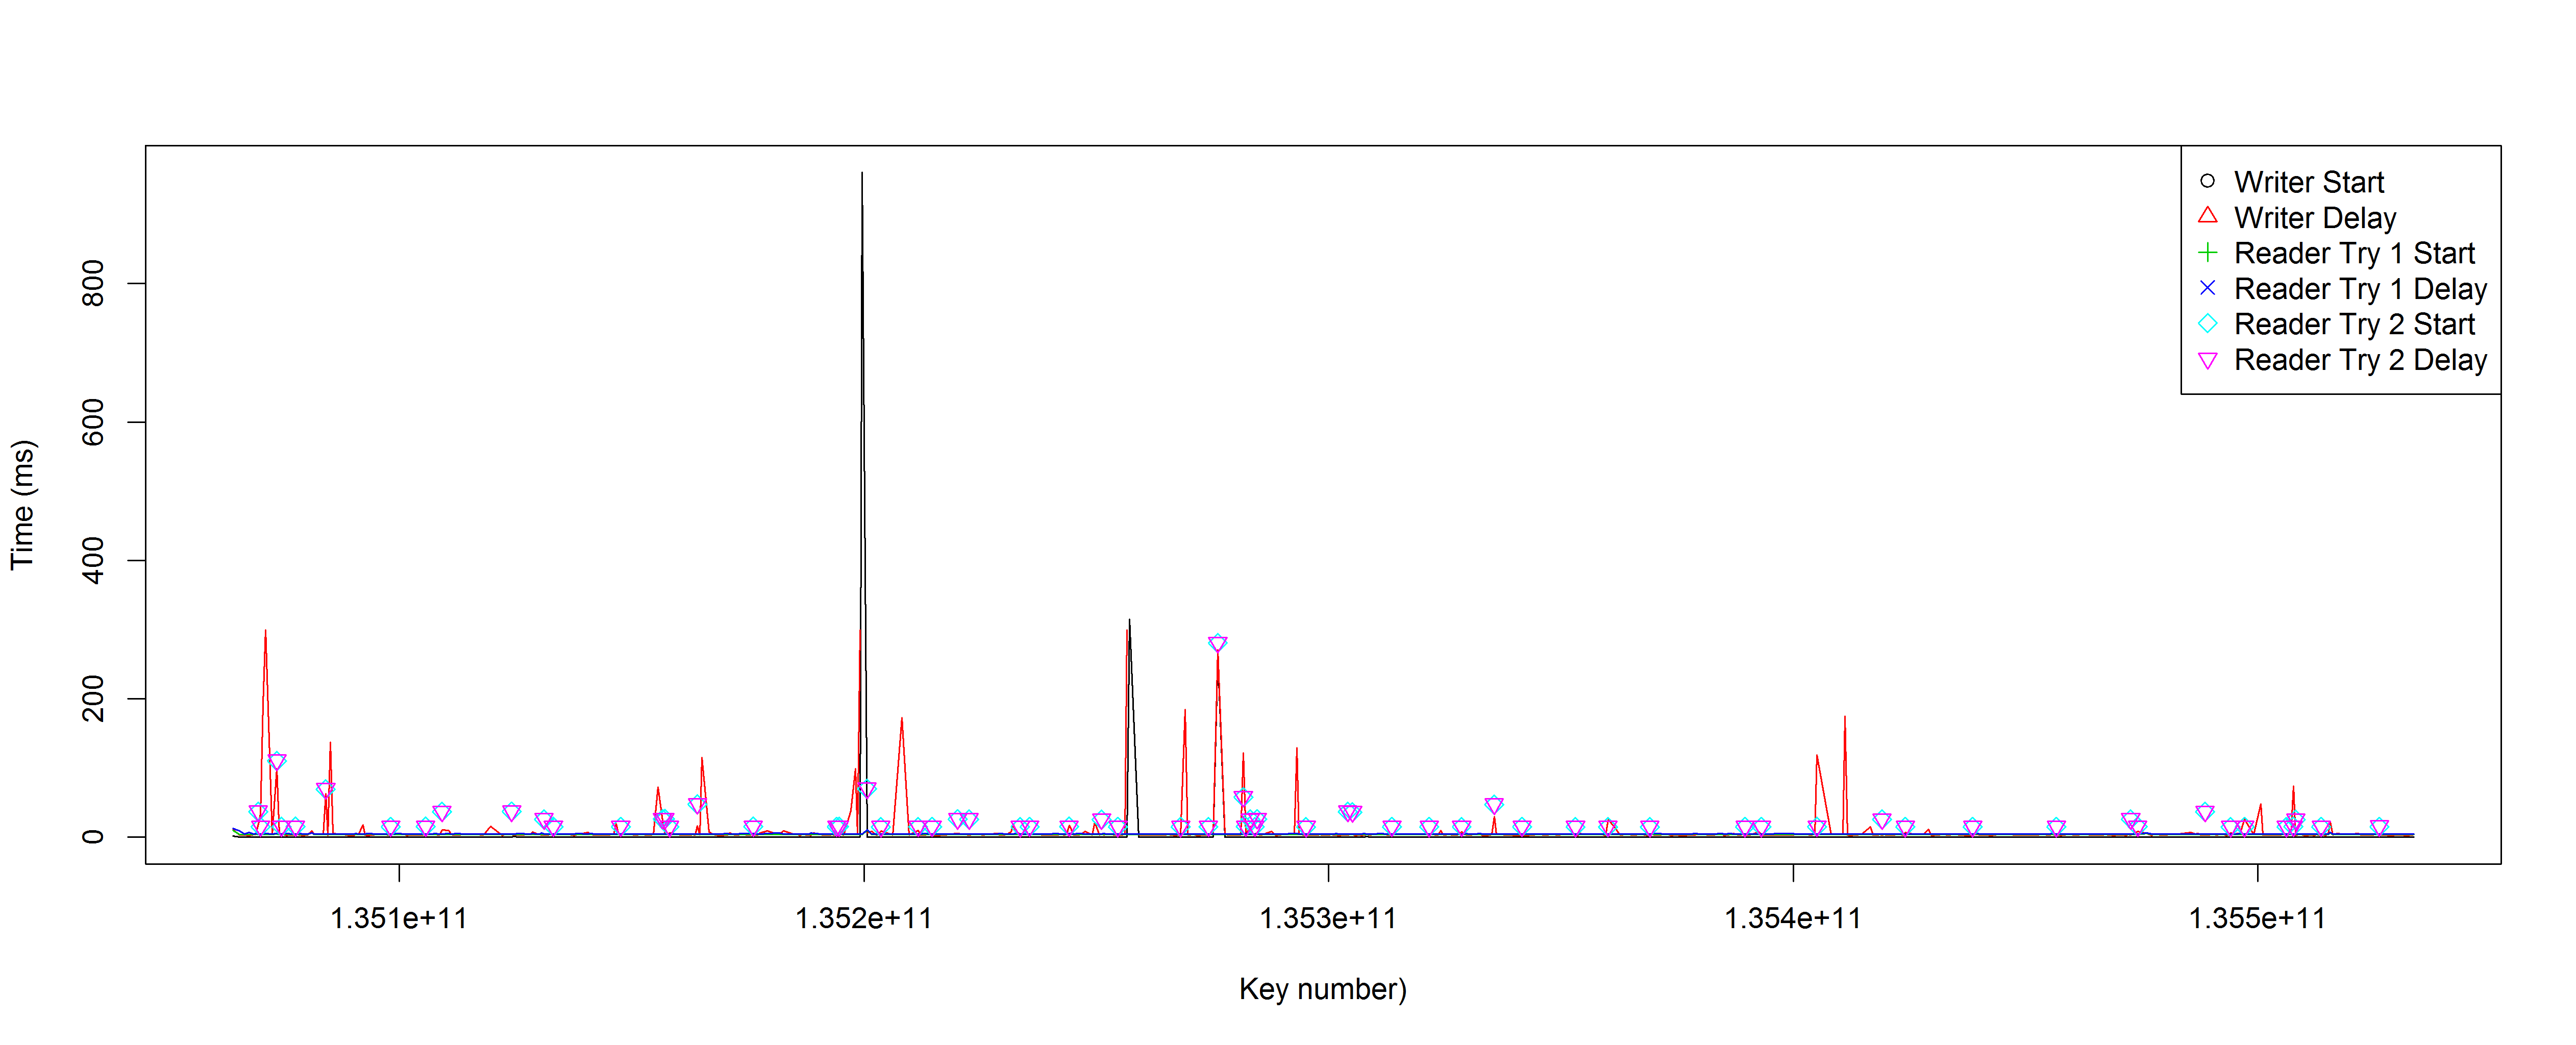 Writer Start
Writer Delay
Reader Try 1 Start
Reader Try 1 Delay
Reader Try 2 Start
Reader Try 2 Delay
Time (ms)
800
600
400
200
0
1.351e+11 1.352e+11 1.353e+11 1.354e+11 1.355e+11
Key number)